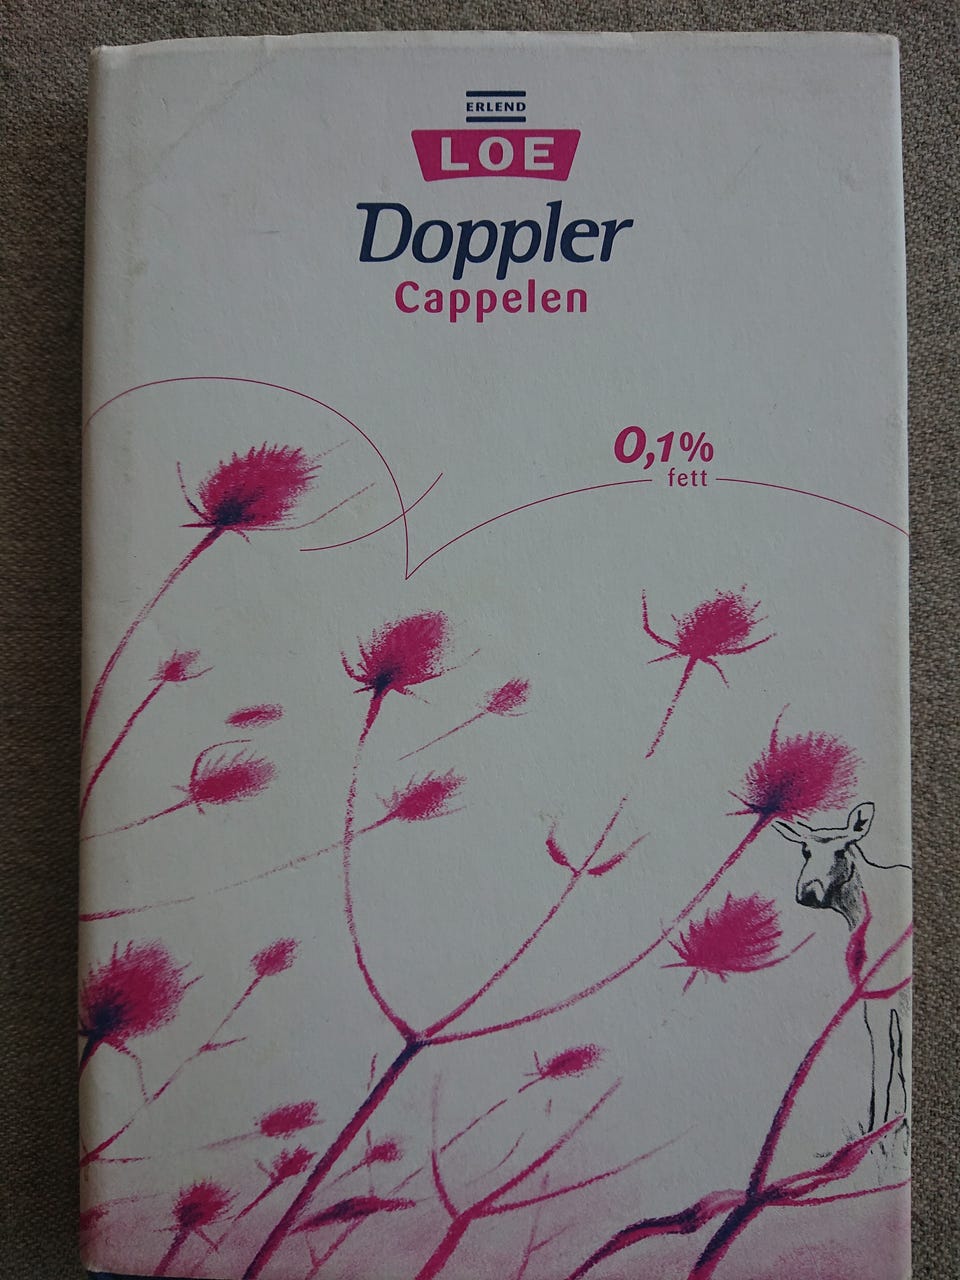 ERLEND
LOE
Doppler
Cappelen
0,1%
fett